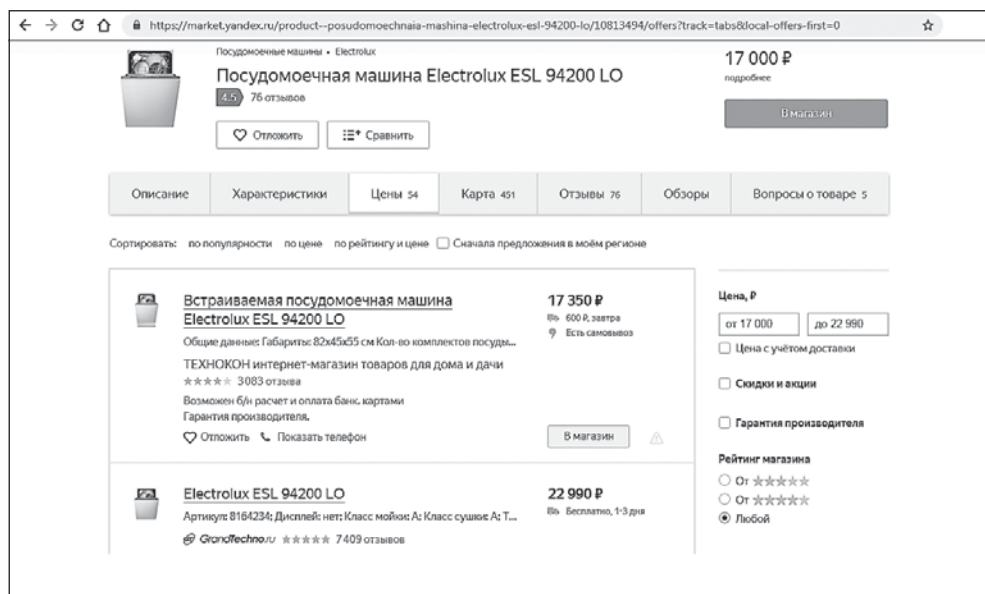 https://market.yandex.ru/product--posudomoechnaia-mashina-electrolux-esl-94200-lo/10813494/offers?track=tabs&local-offers-first=0
Посудомоечные машины • Electrolux
Посудомоечная машина Electrolux ESL 94200 LO
4.5 76 отзывов
Отложить Сравнить
17 000 ₽
подробнее
В магазин
Описание Характеристики Цены 54 Карта 451 Отзывы 76 Обзоры Вопросы о товаре 5
Сортировать: по популярности по цене по рейтингу и цене Сначала предложения в моём регионе
Встраиваемая посудомоечная машина
Electrolux ESL 94200 LO
Общие данные: Габариты: 82х45х55 см Кол-во комплектов посуды...
ТЕХНОКОН интернет-магазин товаров для дома и дачи
3 083 отзыва
Возможен б/н расчет и оплата банк. картами
Гарантия производителя.
Отложить Показать телефон
17 350 ₽
600 ₽, завтра
Есть самовывоз
В магазин
Electrolux ESL 94200 LO
Артикул: 8164234; Дисплей: нет; Класс мойки: A; Класс сушки: A; Т...
GrandTechno.ru 7 409 отзывов
22 990 ₽
Бесплатно, 1-3 дня
Цена, ₽
от 17 000 до 22 990
Цена с учётом доставки
Скидки и акции
Гарантия производителя
Рейтинг магазина
От
От
Любой